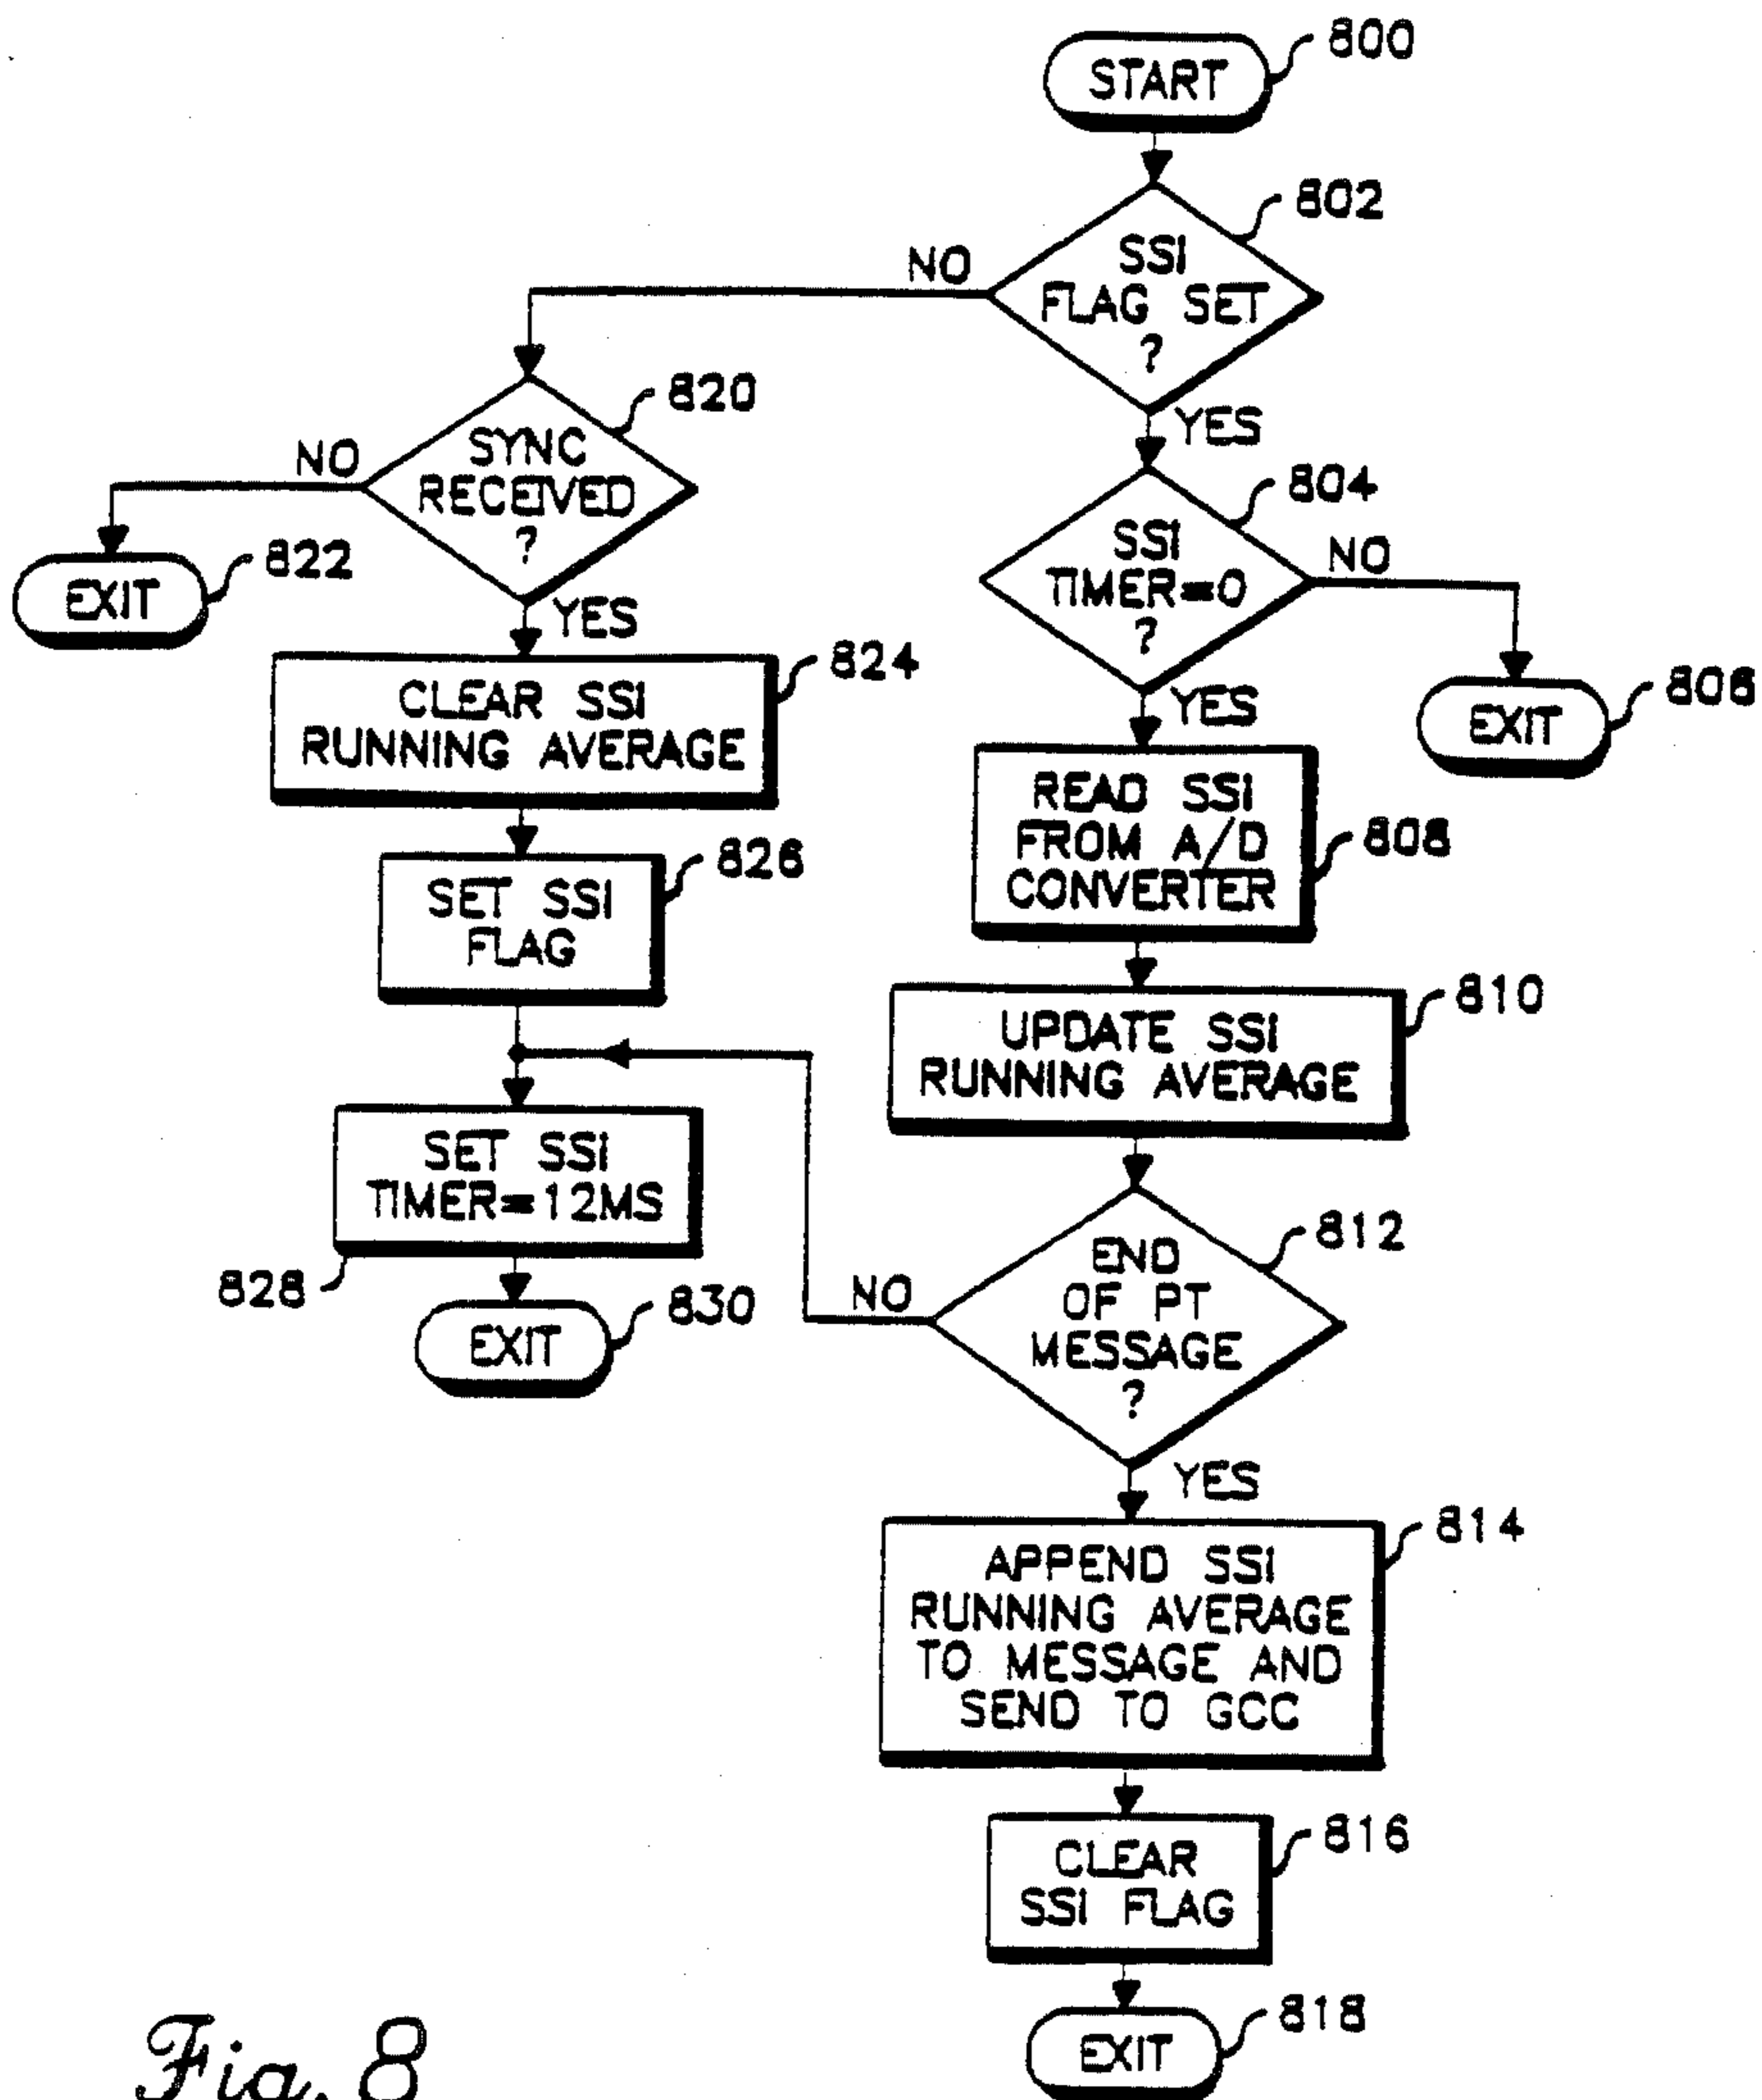 800
START
802
SSI
FLAG SET
?
NO
YES
820
SYNC
RECEIVED
?
NO
YES
822
EXIT
804
SSI
TIMER=0
?
NO
YES
806
EXIT
824
CLEAR SSI
RUNNING AVERAGE
808
READ SSI
FROM A/D
CONVERTER
826
SET SSI
FLAG
810
UPDATE SSI
RUNNING AVERAGE
828
SET SSI
TIMER=12MS
830
EXIT
812
END
OF PT
MESSAGE
?
NO
YES
814
APPEND SSI
RUNNING AVERAGE
TO MESSAGE AND
SEND TO GCC
816
CLEAR
SSI FLAG
818
EXIT
Fig. 8